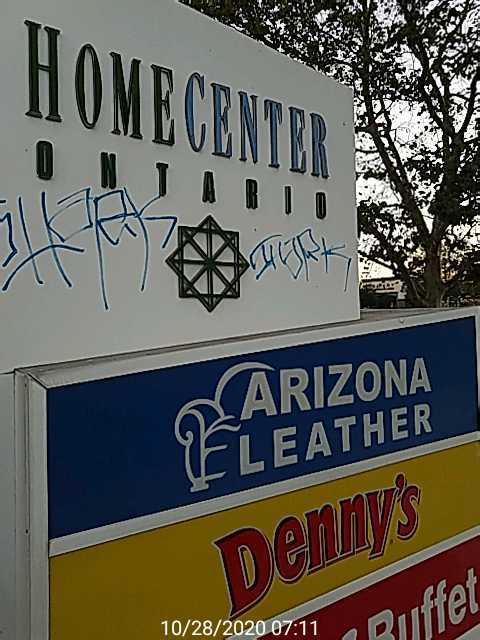 HOMECENTER
ONTARIO
ARIZONA
LEATHER
Denny's
Buffet
10/28/2020 07:11